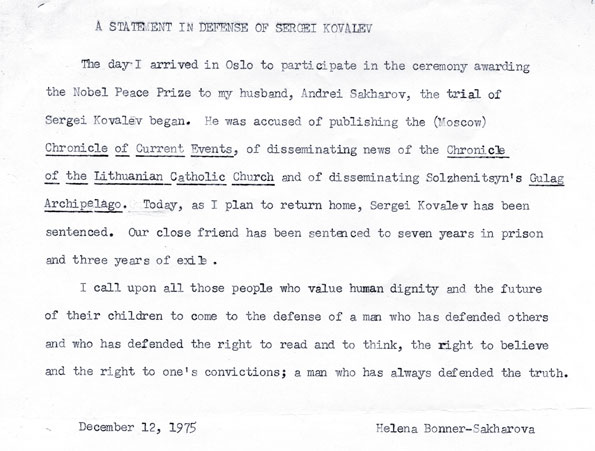 A STATEMENT IN DEFENSE OF SERGEI KOVALEV
The day I arrived in Oslo to participate in the ceremony awarding
the Nobel Peace Prize to my husband, Andrei Sakharov, the trial of
Sergei Kovalev began. He was accused of publishing the (Moscow)
Chronicle of Current Events, of disseminating news of the Chronicle
of the Lithuanian Catholic Church and of disseminating Solzhenitsyn's Gulag
Archipelago. Today, as I plan to return home, Sergei Kovalev has been
sentenced. Our close friend has been sentenced to seven years in prison
and three years of exile.
I call upon all those people who value human dignity and the future
of their children to come to the defense of a man who has defended others
and who has defended the right to read and to think, the right to believe
and the right to one's convictions; a man who has always defended the truth.
December 12, 1975 Helena Bonner-Sakharova